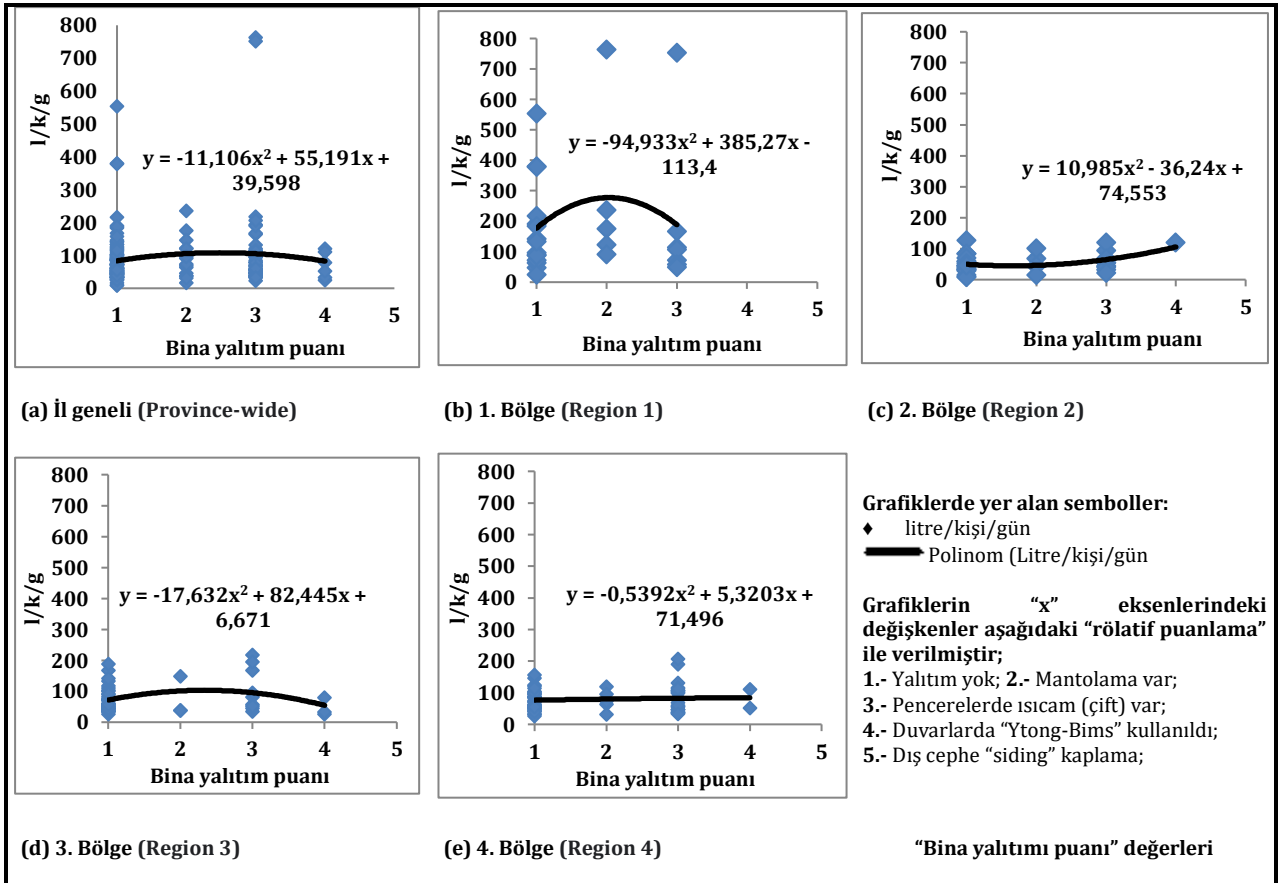 800
700
600
500
400
300
200
100
0
l/k/g
y = -11,106x² + 55,191x +
39,598
1 2 3 4 5
Bina yalıtım puanı
(a) İl geneli (Province-wide)
800
700
600
500
400
300
200
100
0
l/k/g
y = -94,933x² + 385,27x -
113,4
1 2 3 4 5
Bina yalıtım puanı
(b) 1. Bölge (Region 1)
800
700
600
500
400
300
200
100
0
l/k/g
y = 10,985x² - 36,24x +
74,553
1 2 3 4 5
Bina yalıtım puanı
(c) 2. Bölge (Region 2)
800
700
600
500
400
300
200
100
0
l/k/g
y = -17,632x² + 82,445x +
6,671
1 2 3 4 5
Bina yalıtım puanı
(d) 3. Bölge (Region 3)
800
700
600
500
400
300
200
100
0
l/k/g
y = -0,5392x² + 5,3203x +
71,496
1 2 3 4 5
Bina yalıtım puanı
(e) 4. Bölge (Region 4)
Grafiklerde yer alan semboller:
litre/kişi/gün
Polinom (Litre/kişi/gün
Grafiklerin “x” eksenlerindeki
değişkenler aşağıdaki “rölatif puanlama”
ile verilmiştir;
1.- Yalıtım yok; 2.- Mantolama var;
3.- Pencerelerde ısıcam (çift) var;
4.- Duvarlarda “Ytong-Bims” kullanıldı;
5.- Dış cephe “siding” kaplama;
“Bina yalıtımı puanı” değerleri